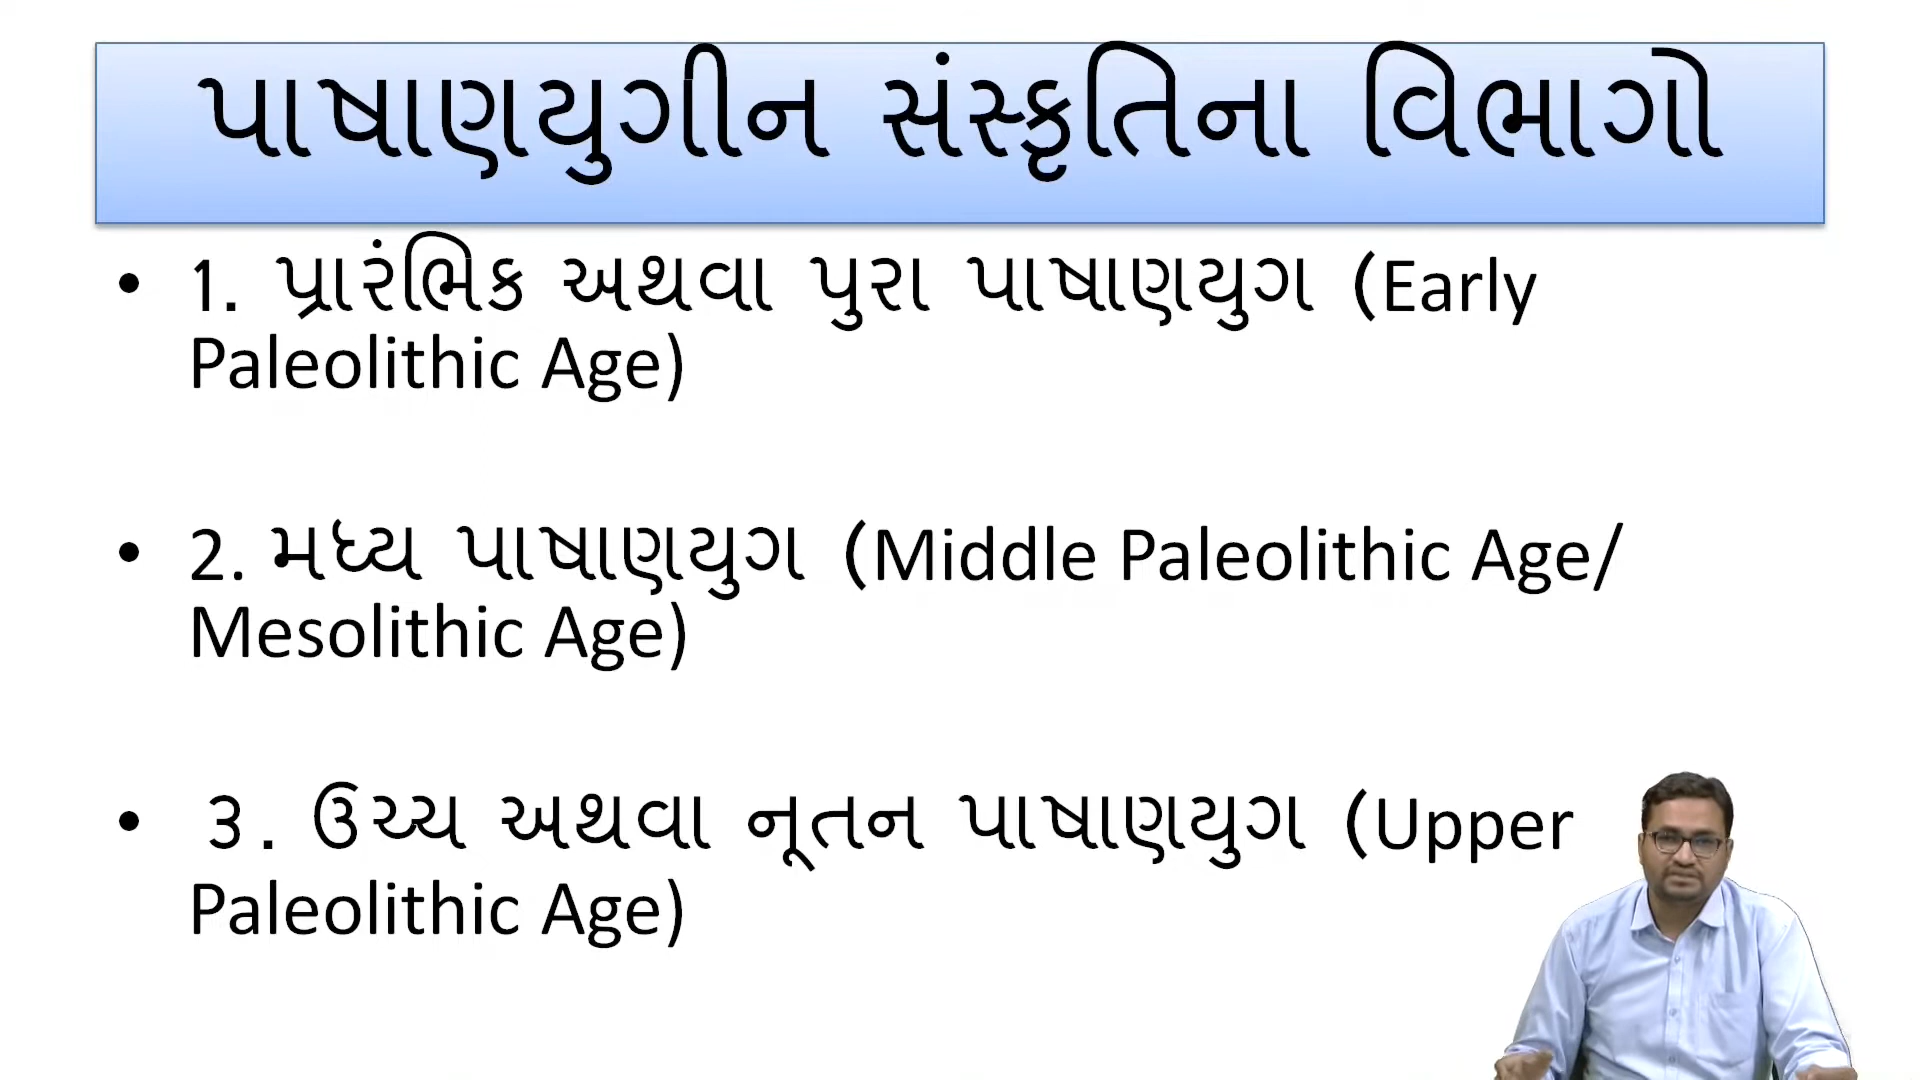 પાષાણયુગીન સંસ્કૃતિના વિભાગો
• 1. પ્રારંભિક અથવા પુરા પાષાણયુગ (Early
Paleolithic Age)
• 2. મધ્ય પાષાણયુગ (Middle Paleolithic Age/
Mesolithic Age)
• ૩. ઉચ્ચ અથવા નૂતન પાષાણયુગ (Upper
Paleolithic Age)